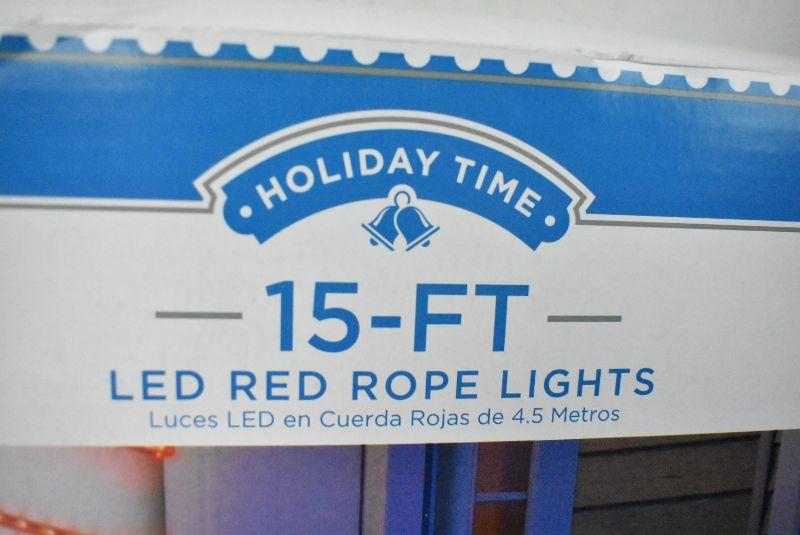 HOLIDAY TIME
15-FT
LED RED ROPE LIGHTS
Luces LED en Cuerda Rojas de 4.5 Metros